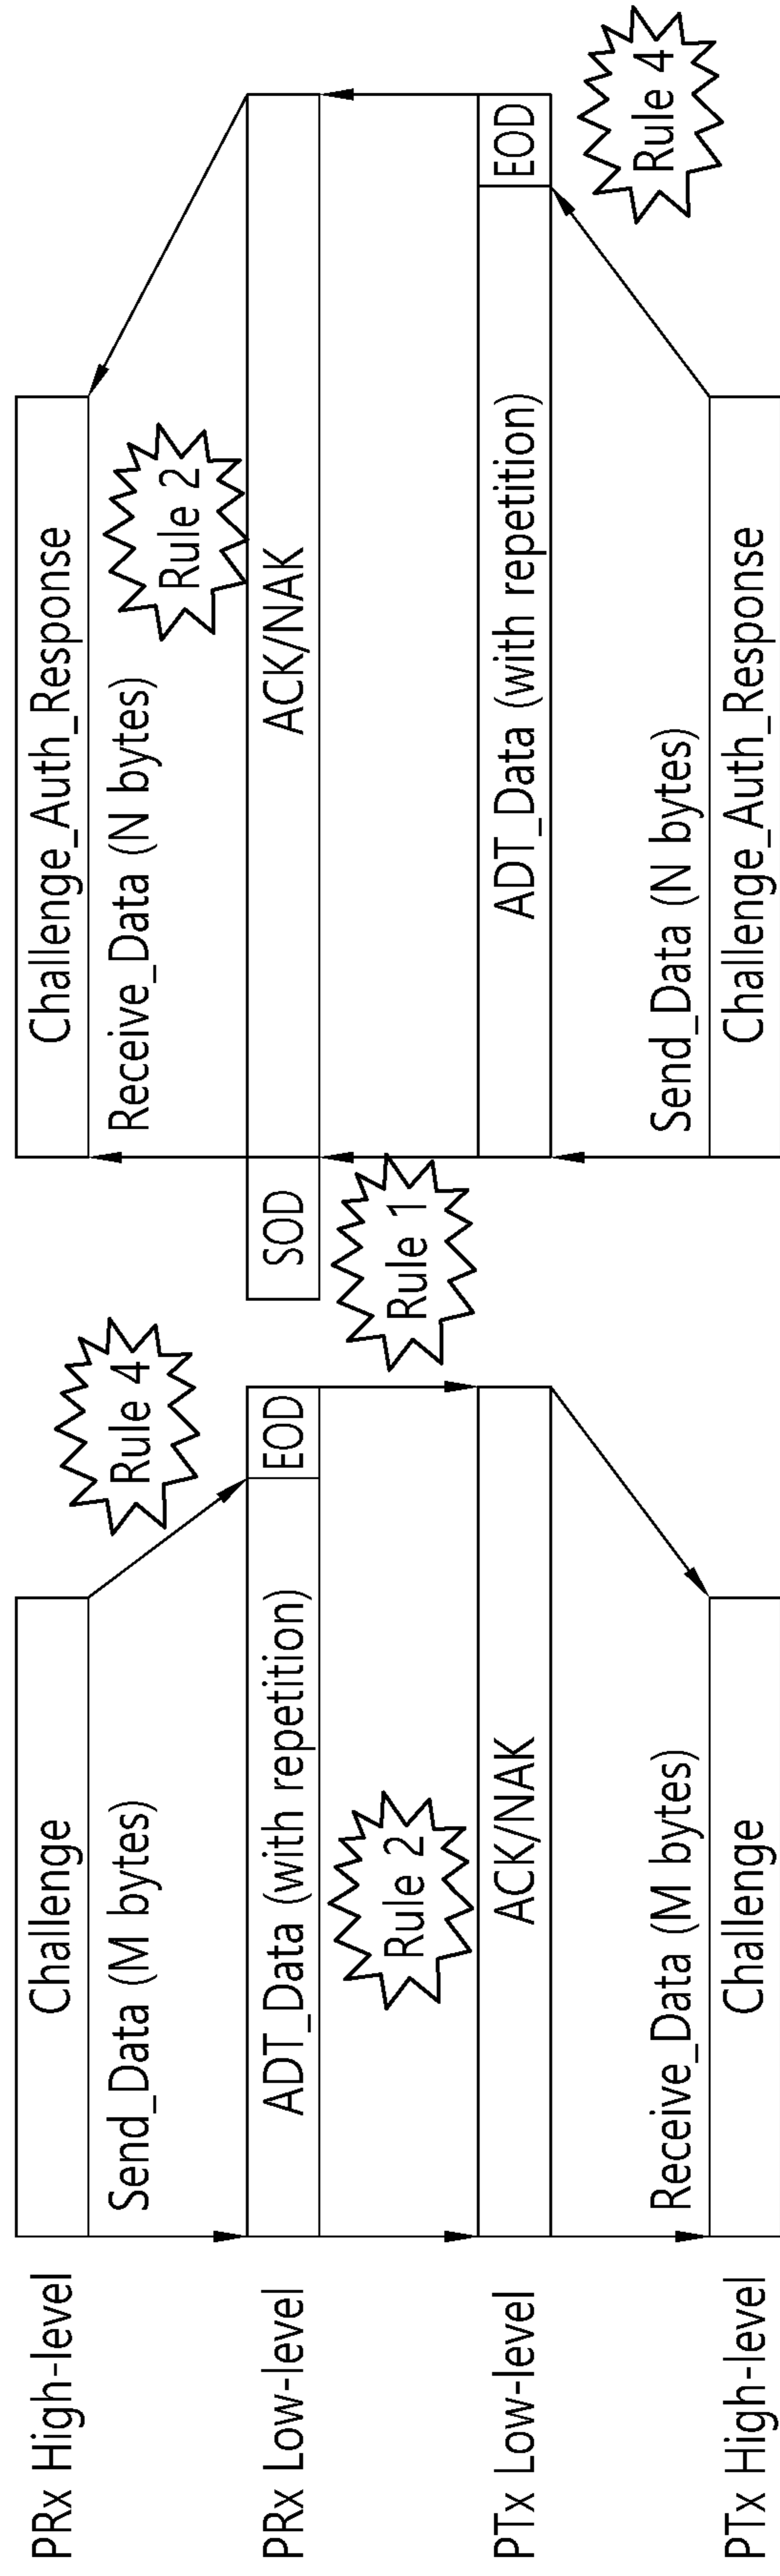 PRx High-level
Challenge
Challenge_Auth_Response
Send_Data (M bytes)
Rule 4
Receive_Data (N bytes)
Rule 2
PRx Low-level
ADT_Data (with repetition)
EOD
SOD
ACK/NAK
Rule 2
Rule 1
PTx Low-level
ACK/NAK
ADT_Data (with repetition)
EOD
Receive_Data (M bytes)
Send_Data (N bytes)
Rule 4
PTx High-level
Challenge
Challenge_Auth_Response